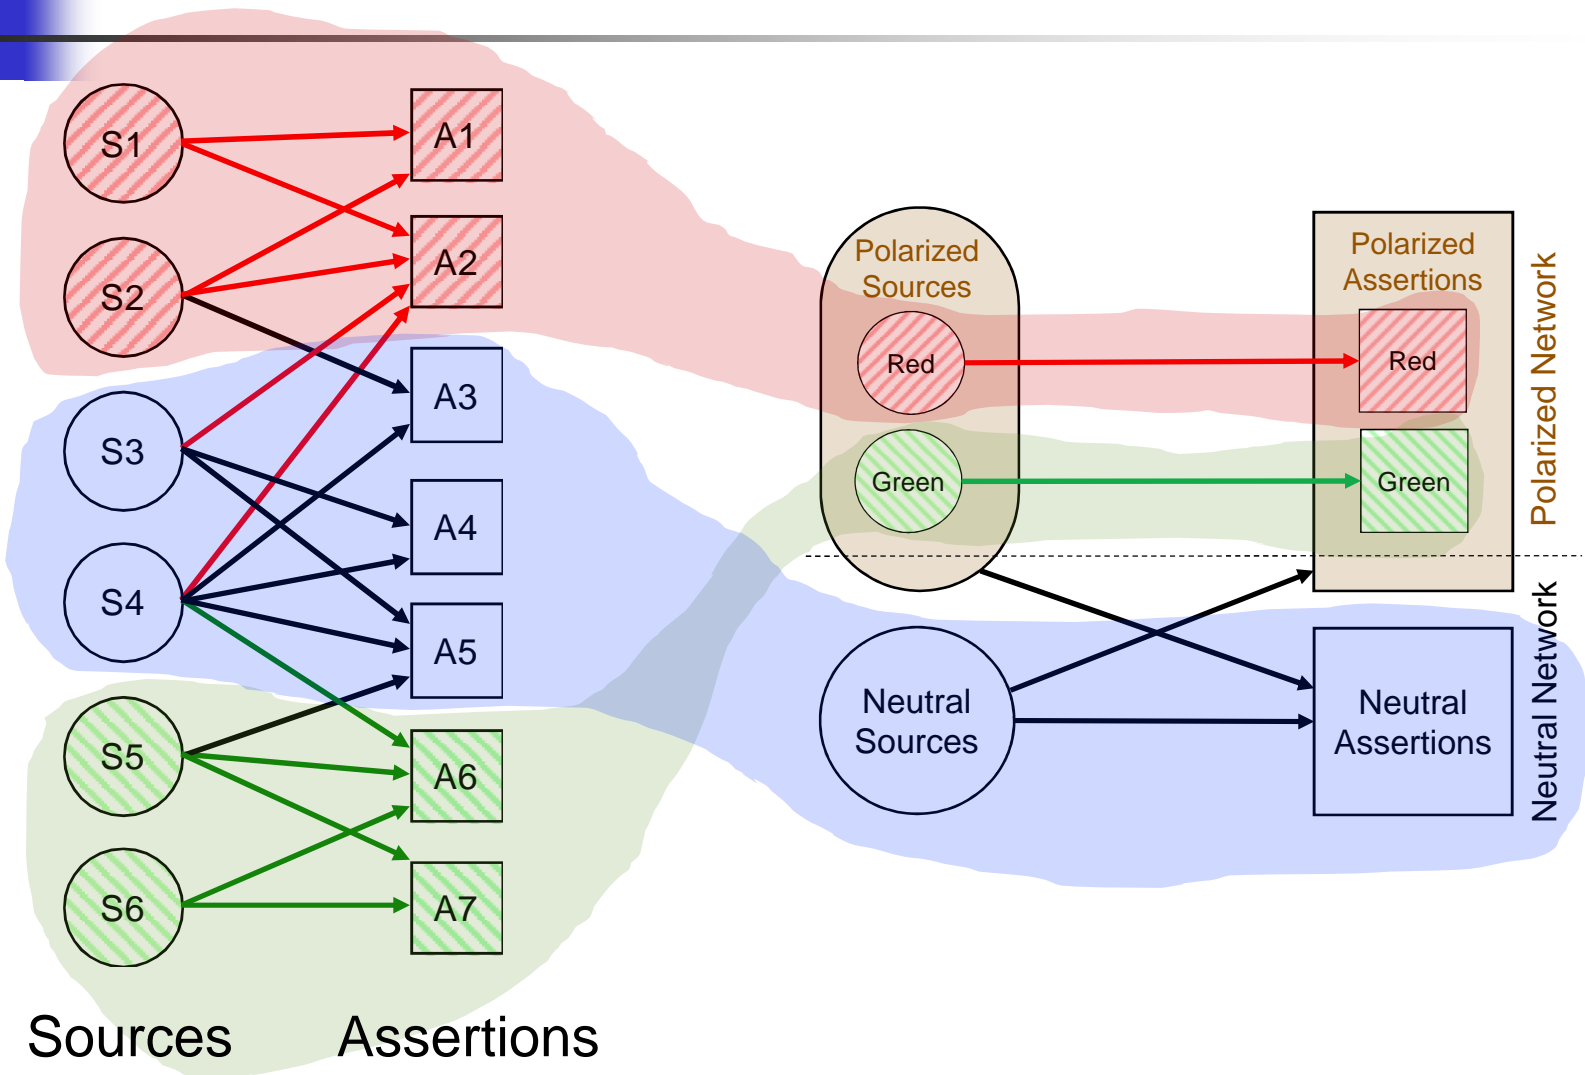 S1
S2
S3
S4
S5
S6
A1
A2
A3
A4
A5
A6
A7
Sources
Assertions
Polarized
Sources
Red
Green
Polarized
Assertions
Red
Green
Neutral
Sources
Neutral
Assertions
Polarized Network
Neutral Network